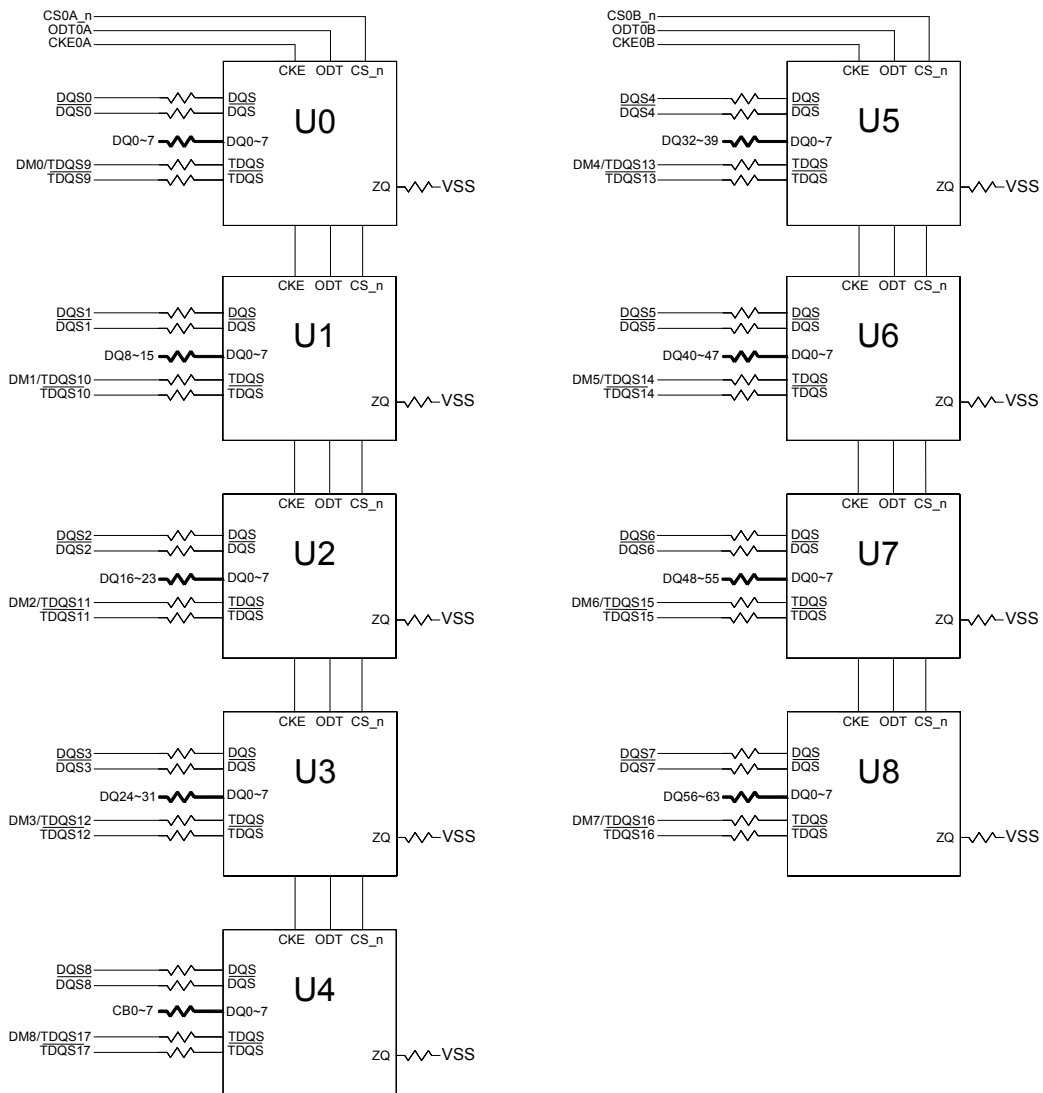 CS0A_n
ODT0A
CKE0A
CKE ODT CS_n
DQS0 DQS
DQS0 DQS
U0
DQ0~7 DQ0~7
DM0/TDQS9 TDQS
TDQS9 TDQS
ZQ VSS
CKE ODT CS_n
DQS1 DQS
DQS1 DQS
U1
DQ8~15 DQ0~7
DM1/TDQS10 TDQS
TDQS10 TDQS
ZQ VSS
CKE ODT CS_n
DQS2 DQS
DQS2 DQS
U2
DQ16~23 DQ0~7
DM2/TDQS11 TDQS
TDQS11 TDQS
ZQ VSS
CKE ODT CS_n
DQS3 DQS
DQS3 DQS
U3
DQ24~31 DQ0~7
DM3/TDQS12 TDQS
TDQS12 TDQS
ZQ VSS
CKE ODT CS_n
DQS8 DQS
DQS8 DQS
U4
CB0~7 DQ0~7
DM8/TDQS17 TDQS
TDQS17 TDQS
ZQ VSS
CS0B_n
ODT0B
CKE0B
CKE ODT CS_n
DQS4 DQS
DQS4 DQS
U5
DQ32~39 DQ0~7
DM4/TDQS13 TDQS
TDQS13 TDQS
ZQ VSS
CKE ODT CS_n
DQS5 DQS
DQS5 DQS
U6
DQ40~47 DQ0~7
DM5/TDQS14 TDQS
TDQS14 TDQS
ZQ VSS
CKE ODT CS_n
DQS6 DQS
DQS6 DQS
U7
DQ48~55 DQ0~7
DM6/TDQS15 TDQS
TDQS15 TDQS
ZQ VSS
CKE ODT CS_n
DQS7 DQS
DQS7 DQS
U8
DQ56~63 DQ0~7
DM7/TDQS16 TDQS
TDQS16 TDQS
ZQ VSS